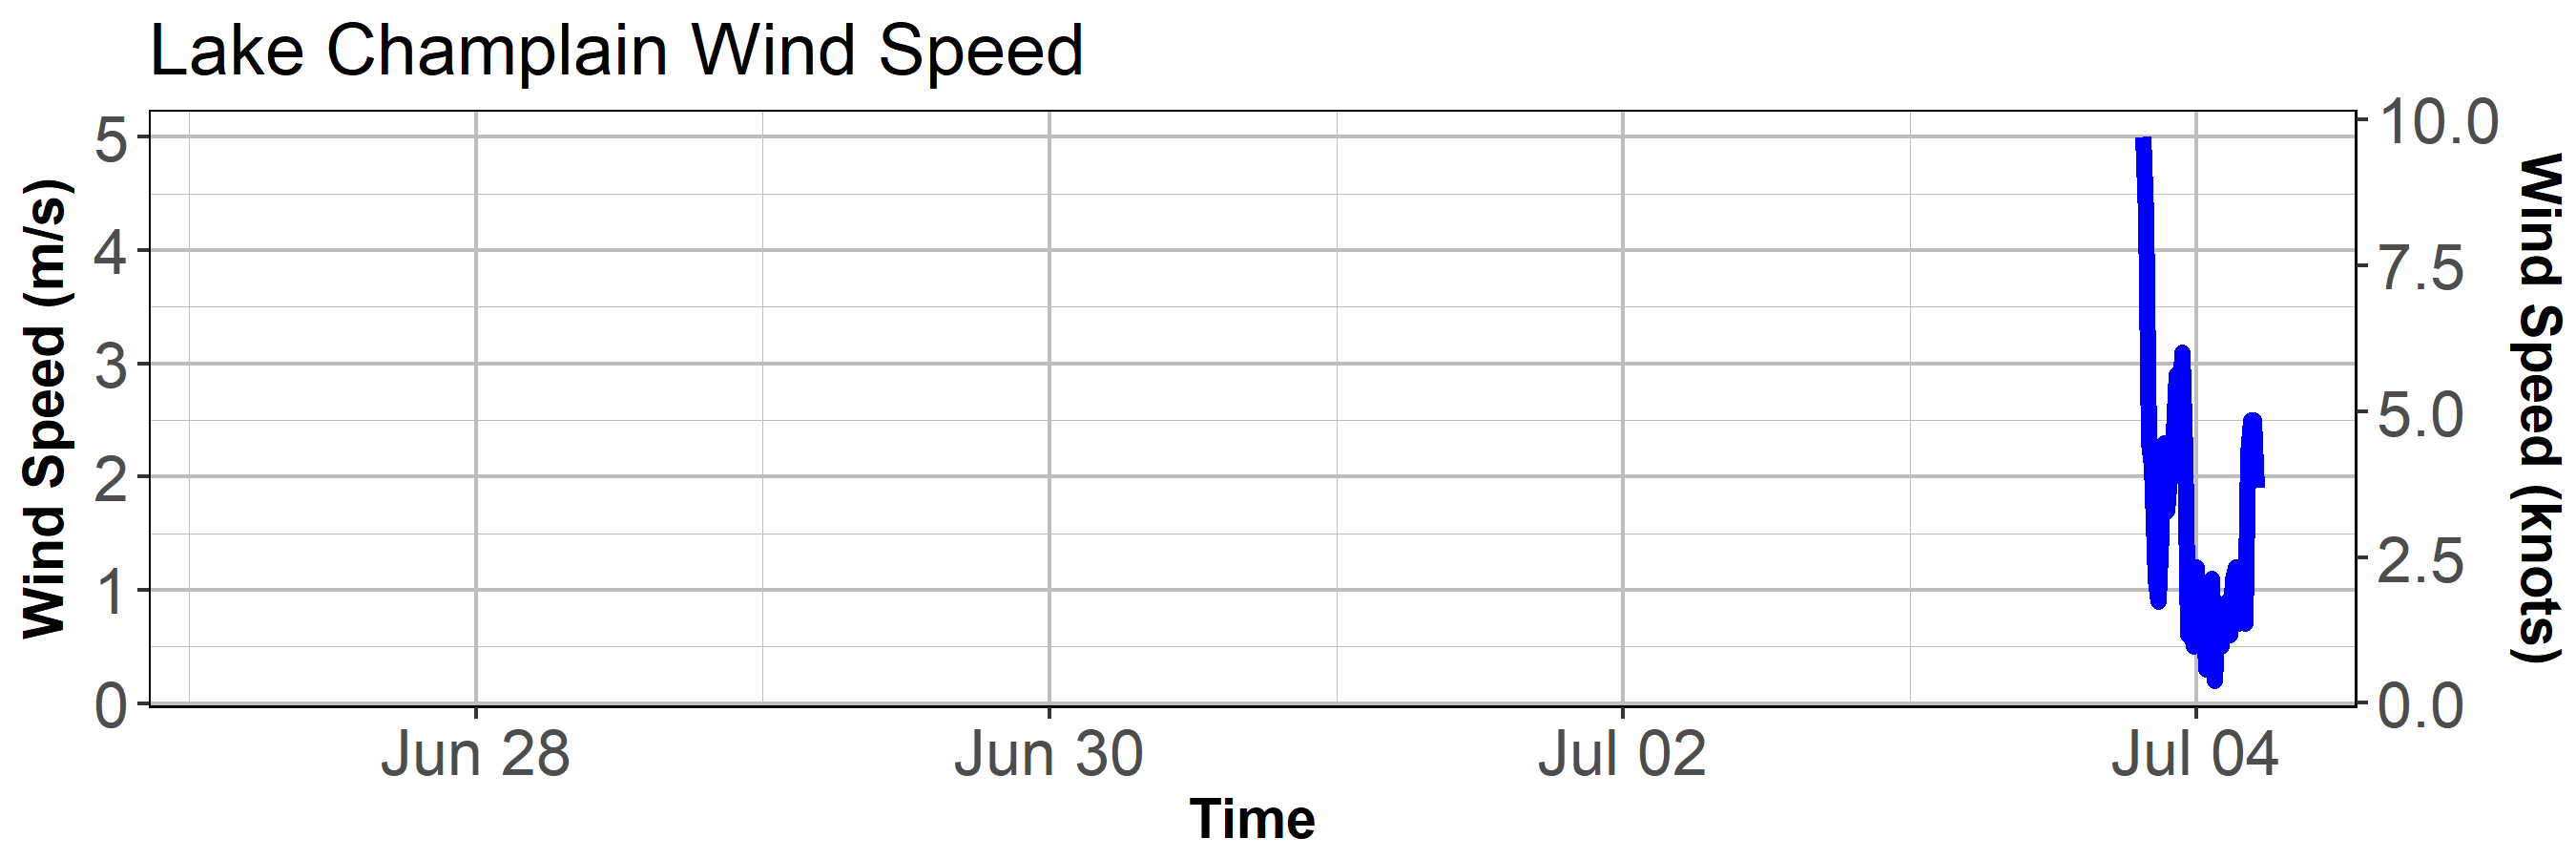 Lake Champlain Wind Speed
Wind Speed (m/s)
5
4
3
2
1
0
10.0
7.5
5.0
2.5
0.0
Wind Speed (knots)
Jun 28
Jun 30
Jul 02
Jul 04
Time